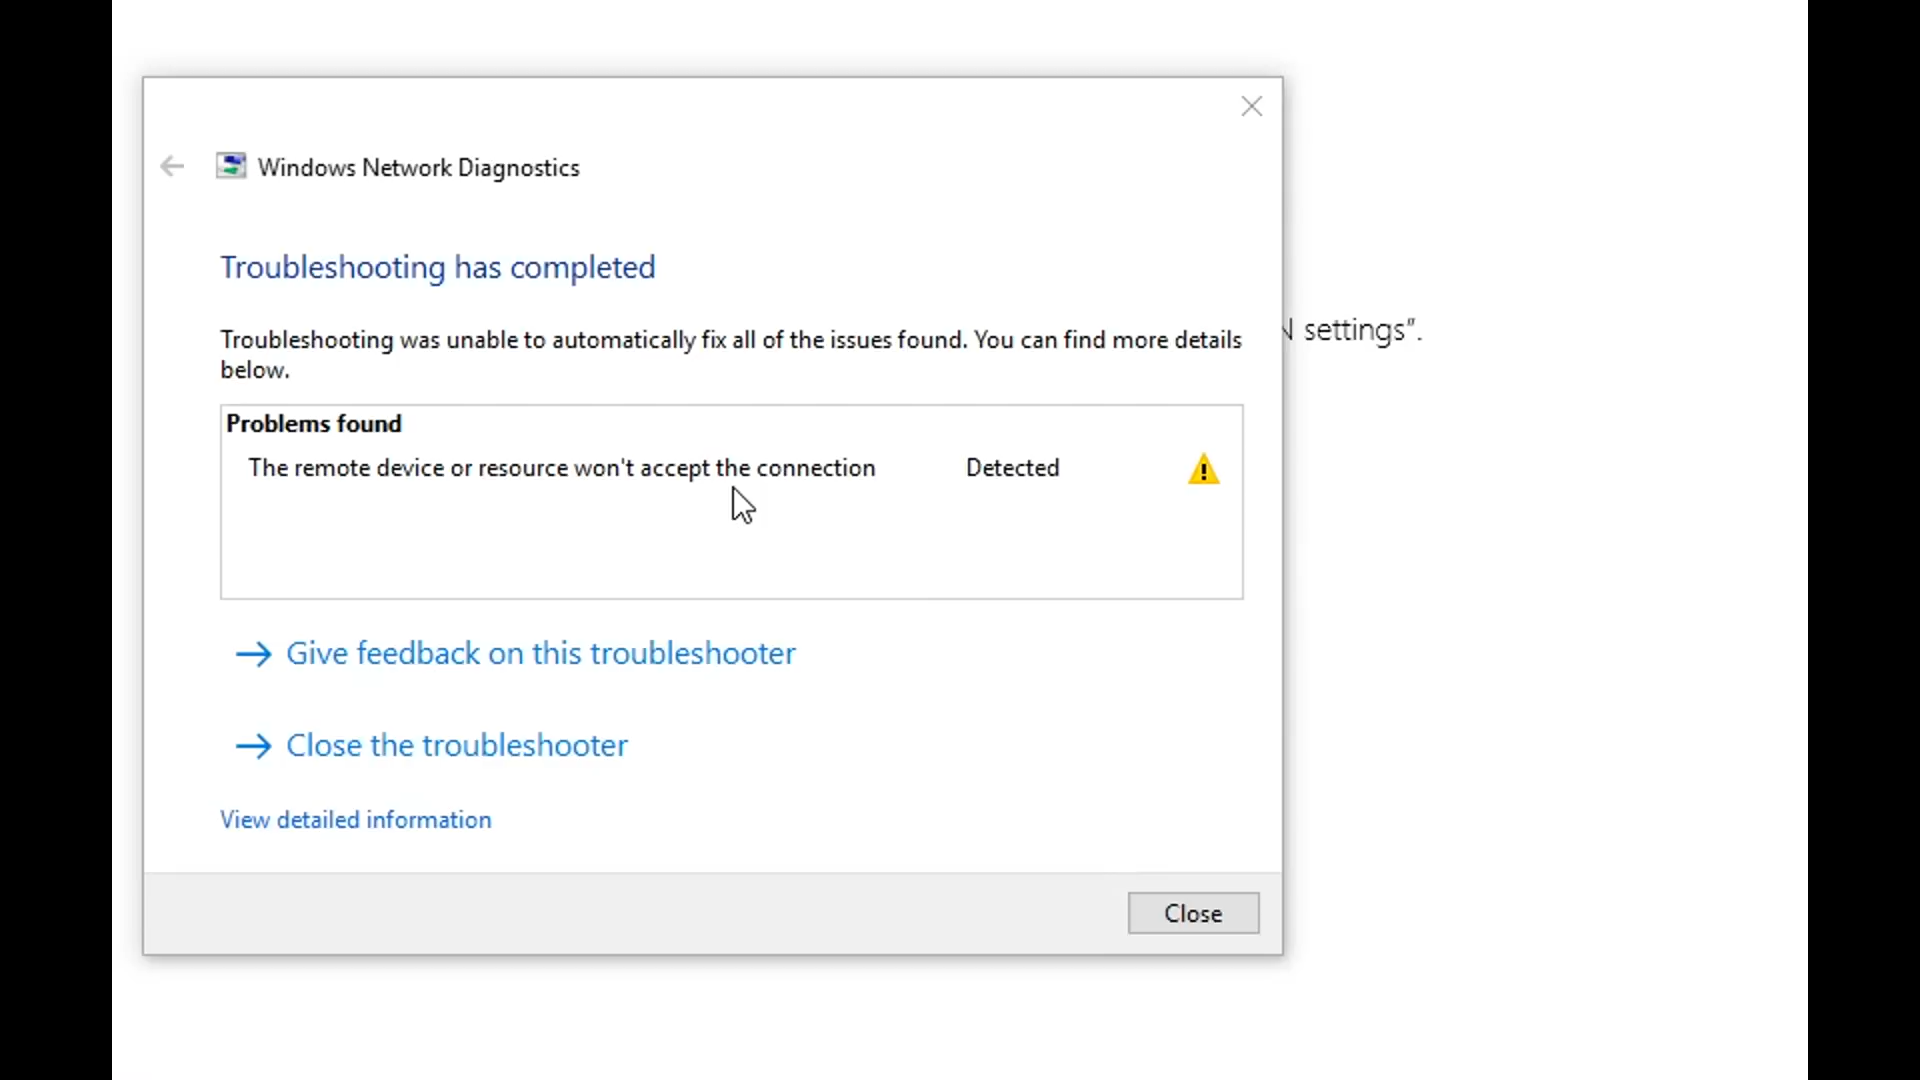 Windows Network Diagnostics
Troubleshooting has completed
Troubleshooting was unable to automatically fix all of the issues found. You can find more details
below.
settings”.
Problems found
The remote device or resource won't accept the connection Detected
Give feedback on this troubleshooter
Close the troubleshooter
View detailed information
Close